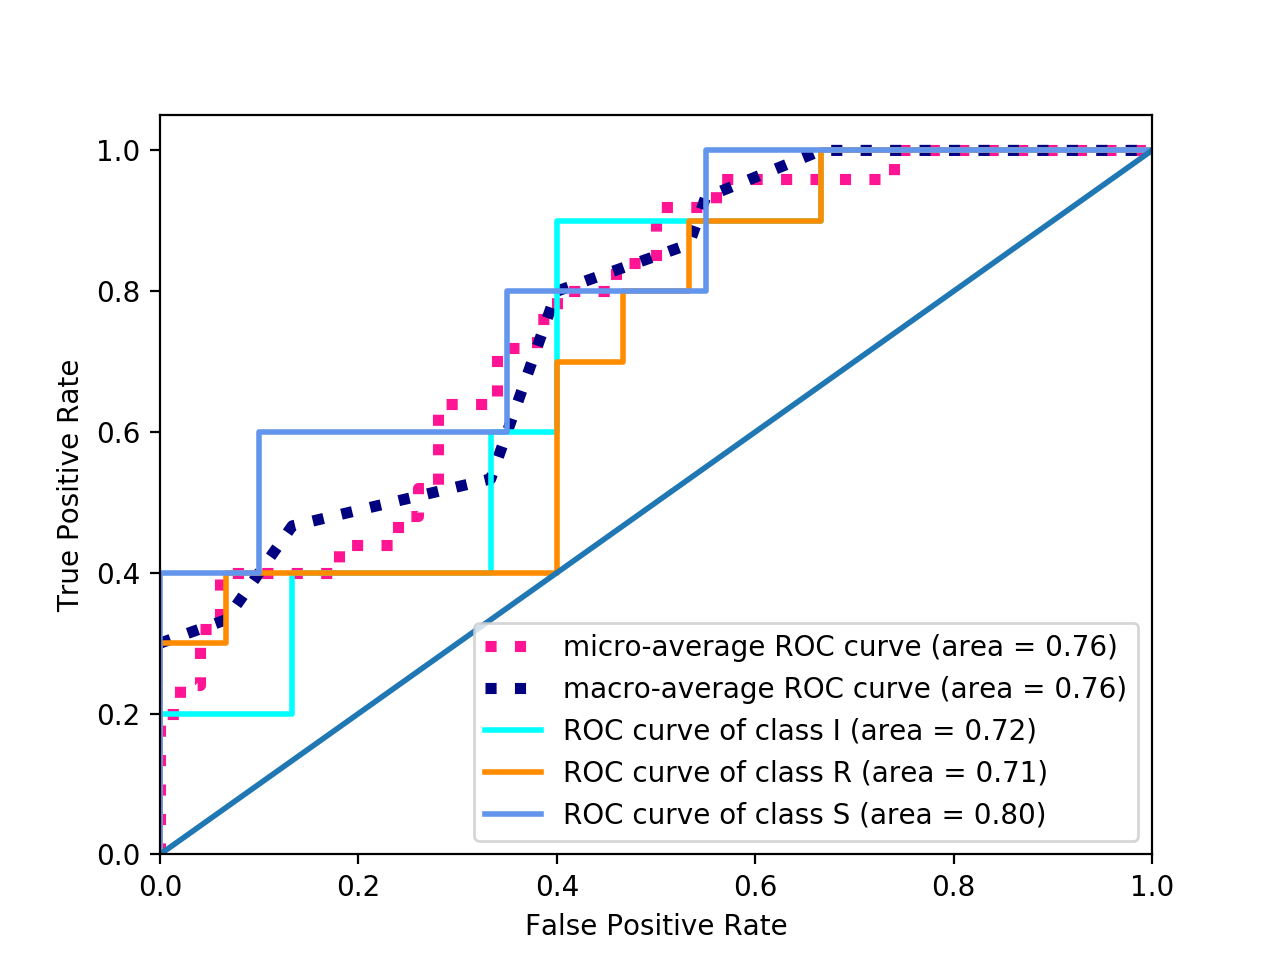 1.0
0.8
0.6
0.4
0.2
0.0
True Positive Rate
micro-average ROC curve (area = 0.76)
macro-average ROC curve (area = 0.76)
ROC curve of class I (area = 0.72)
ROC curve of class R (area = 0.71)
ROC curve of class S (area = 0.80)
0.0 0.2 0.4 0.6 0.8 1.0
False Positive Rate